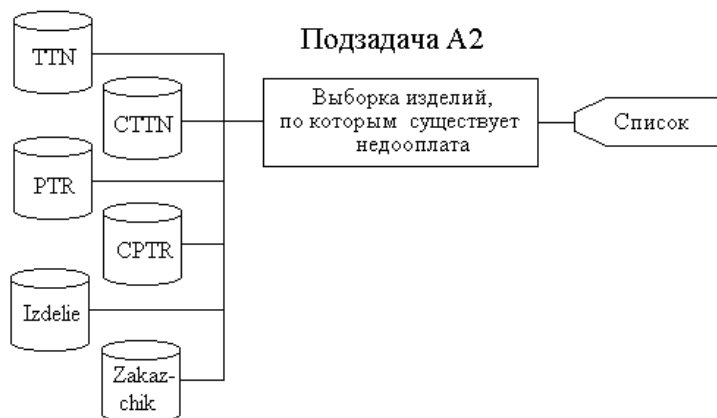 Подзадача А2
TTN
CTTN
PTR
CPTR
Izdelie
Zakaz-
chik
Выборка изделий,
по которым существует
недооплата
Список